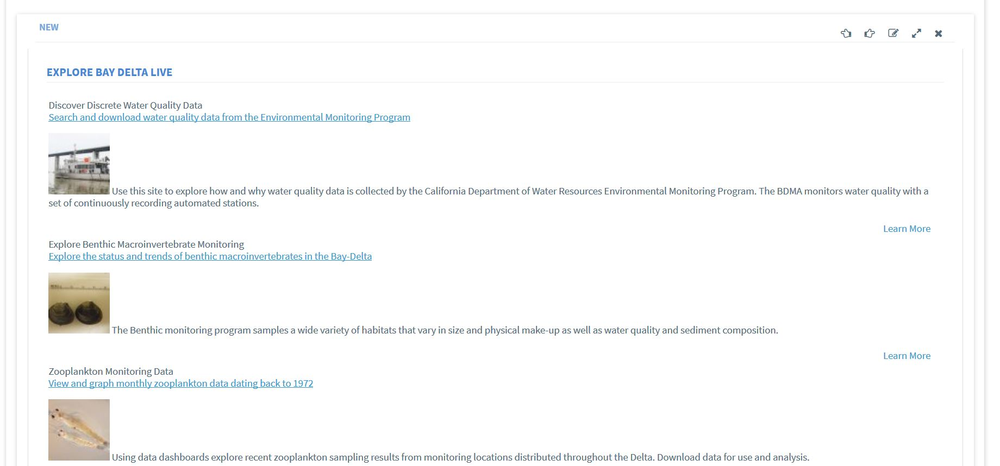 NEW
EXPLORE BAY DELTA LIVE
Discover Discrete Water Quality Data
Search and download water quality data from the Environmental Monitoring Program
Use this site to explore how and why water quality data is collected by the California Department of Water Resources Environmental Monitoring Program. The BDMA monitors water quality with a
set of continuously recording automated stations.
Learn More
Explore Benthic Macroinvertebrate Monitoring
Explore the status and trends of benthic macroinvertebrates in the Bay-Delta
The Benthic monitoring program samples a wide variety of habitats that vary in size and physical make-up as well as water quality and sediment composition.
Learn More
Zooplankton Monitoring Data
View and graph monthly zooplankton data dating back to 1972
Using data dashboards explore recent zooplankton sampling results from monitoring locations distributed throughout the Delta. Download data for use and analysis.